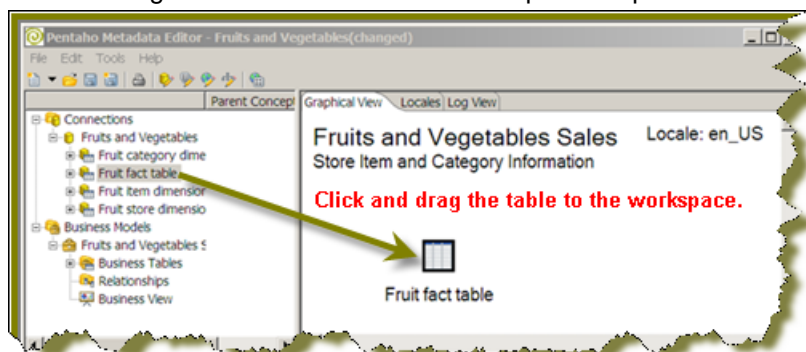 Pentaho Metadata Editor - Fruits and Vegetables(changed)
File Edit Tools Help
Parent Concept
Graphical View Locales Log View
Connections
Fruits and Vegetables
Fruit category dime
Fruit fact table
Fruit item dimension
Fruit store dimensio
Business Models
Fruits and Vegetables S
Business Tables
Relationships
Business View
Fruits and Vegetables Sales
Locale: en_US
Store Item and Category Information
Click and drag the table to the workspace.
Fruit fact table